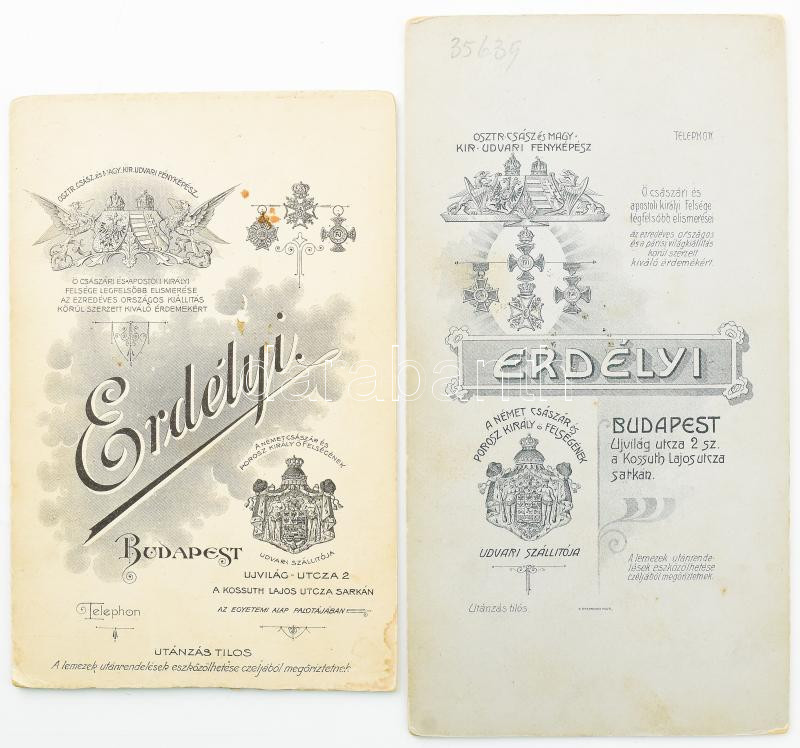 OSZTR. CSÁSZ. és MAGY. KIR. UDVARI FÉNYKÉPÉSZ.
Ő CSÁSZÁRI ÉS APOSTOLI KIRÁLYI
FELSÉGE LEGFELSŐBB ELISMERÉSE
AZ EZREDÉVES ORSZÁGOS KIÁLLITÁS
KÖRÜL SZERZETT KIVÁLÓ ÉRDEMEKÉRT
Erdélyi.
A NÉMET CSÁSZÁR ÉS
POROSZ KIRÁLY Ő FELSÉGÉNEK
UDVARI SZÁLLITÓJA
BUDAPEST
UJVILÁG-UTCZA 2
A KOSSUTH LAJOS UTCZA SARKÁN
AZ EGYETEMI ALAP PALOTÁJÁBAN
Telephon
UTÁNZÁS TILOS
A lemezek utánrendelések eszközölhetése czéljából megőriztetnek
35639
OSZTR. CSÁSZ és MAGY.
KIR. UDVARI FÉNYKÉPÉSZ
TELEPHON
Ő császári és
apostoli királyi felsége
legfelsőbb elismerései
az ezredéves országos
és a párisi világkiállitás
körül szerzett
kiváló érdemekért.
ERDÉLYI
A NÉMET CSÁSZÁR és
POROSZ KIRÁLY ő FELSÉGÉNEK
UDVARI SZÁLLITÓJA
BUDAPEST
Ujvilág utcza 2 sz.
a Kossuth Lajos utcza
sarkán.
A lemezek utánrende-
lések eszközölhetése
czéljából megőriztetnek.
Utánzás tilos
darabanth